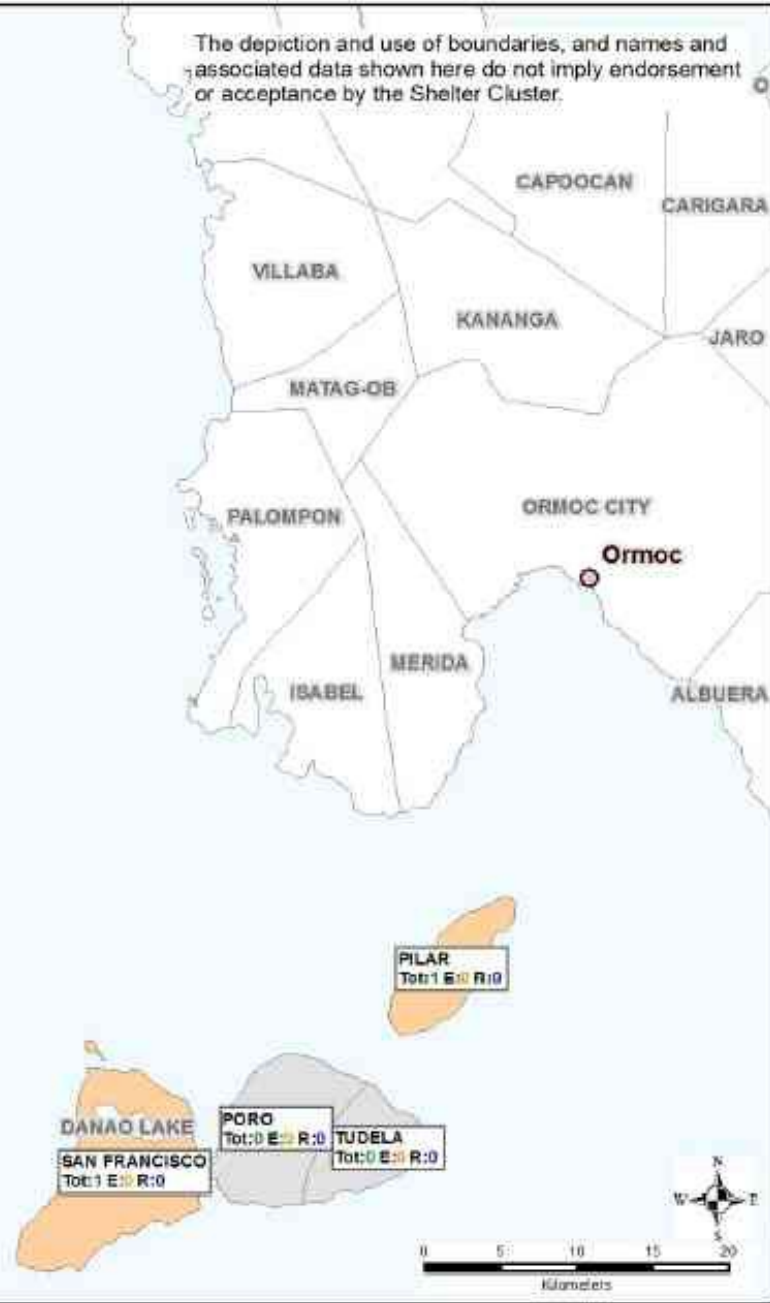 The depiction and use of boundaries, and names and
associated data shown here do not imply endorsement
or acceptance by the Shelter Cluster.
CAPOOCAN
CARIGARA
VILLABA
KANANGA
JARO
MATAG-OB
ORMOC CITY
PALOMPON
Ormoc
MERIDA
ISABEL
ALBUERA
PILAR
Tot:1 E:0 R:0
DANAO LAKE
PORO
Tot:0 E:0 R:0
TUDELA
Tot:0 E:0 R:0
SAN FRANCISCO
Tot:1 E:0 R:0
N
W E
S
0 5 10 15 20
Kilometers